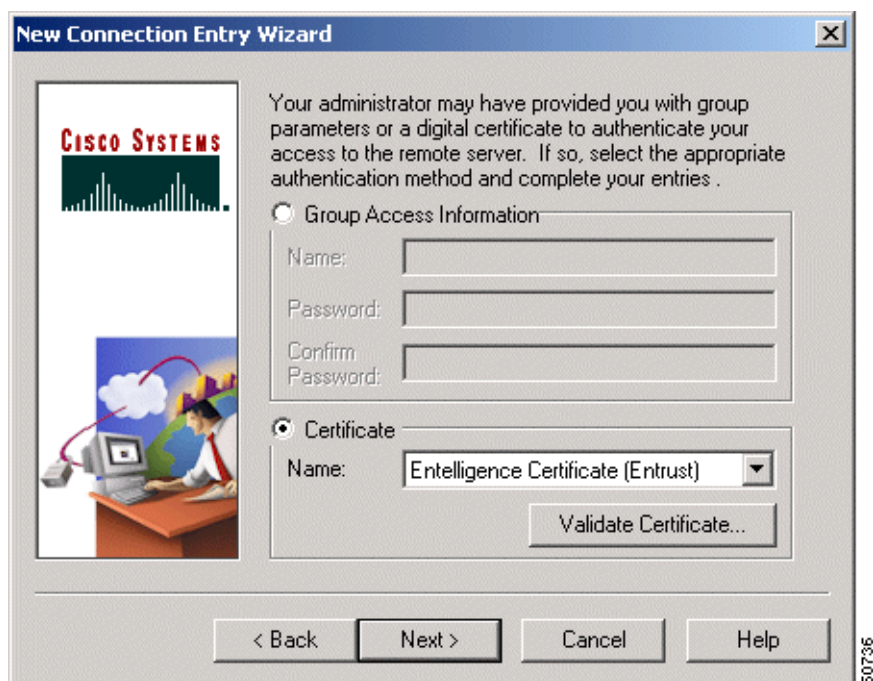 New Connection Entry Wizard
CISCO SYSTEMS
Your administrator may have provided you with group
parameters or a digital certificate to authenticate your
access to the remote server.  If so, select the appropriate
authentication method and complete your entries .
Group Access Information
Name:
Password:
Confirm
Password:
Certificate
Name:
Entelligence Certificate (Entrust)
Validate Certificate...
< Back
Next >
Cancel
Help
50736